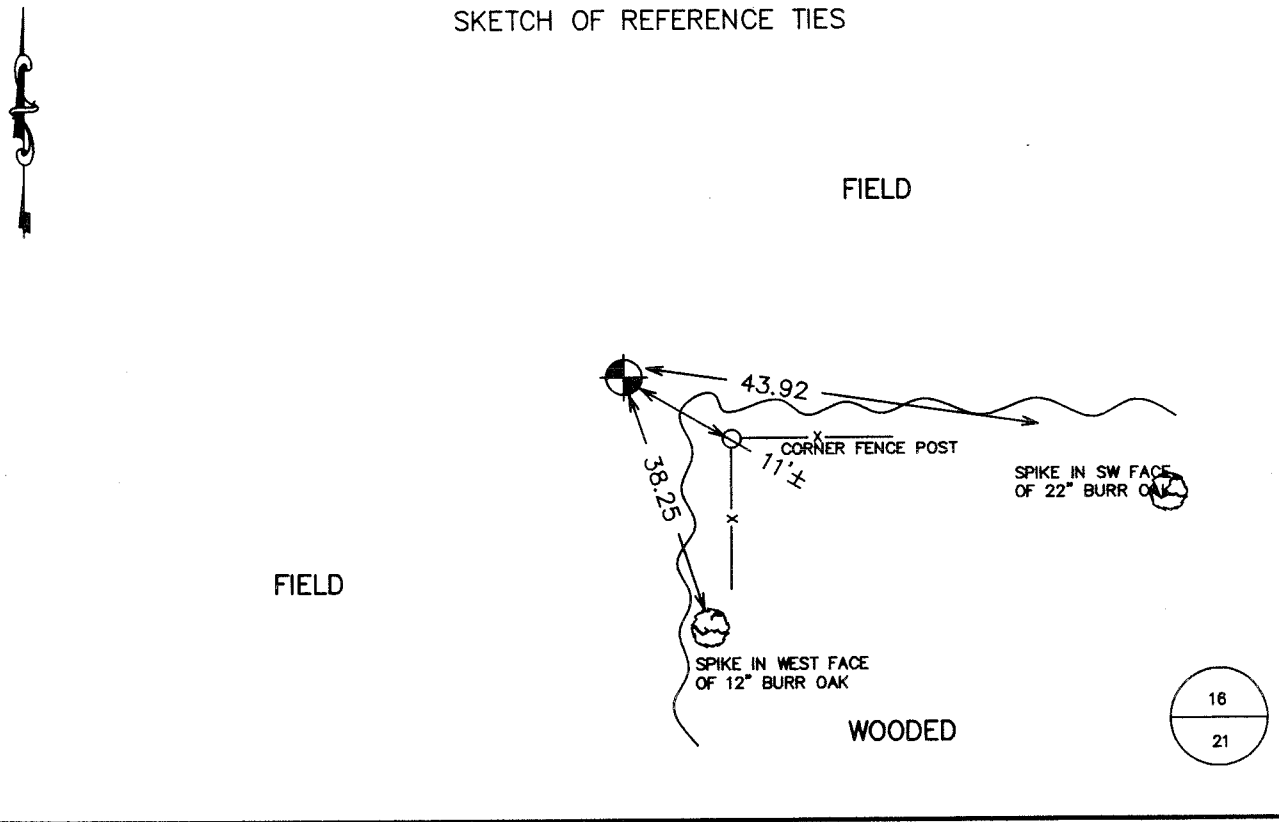 SKETCH OF REFERENCE TIES
FIELD
43.92
CORNER FENCE POST
11'±
38.25
SPIKE IN SW FACE
OF 22" BURR OAK
FIELD
SPIKE IN WEST FACE
OF 12" BURR OAK
WOODED
16
21
x
x